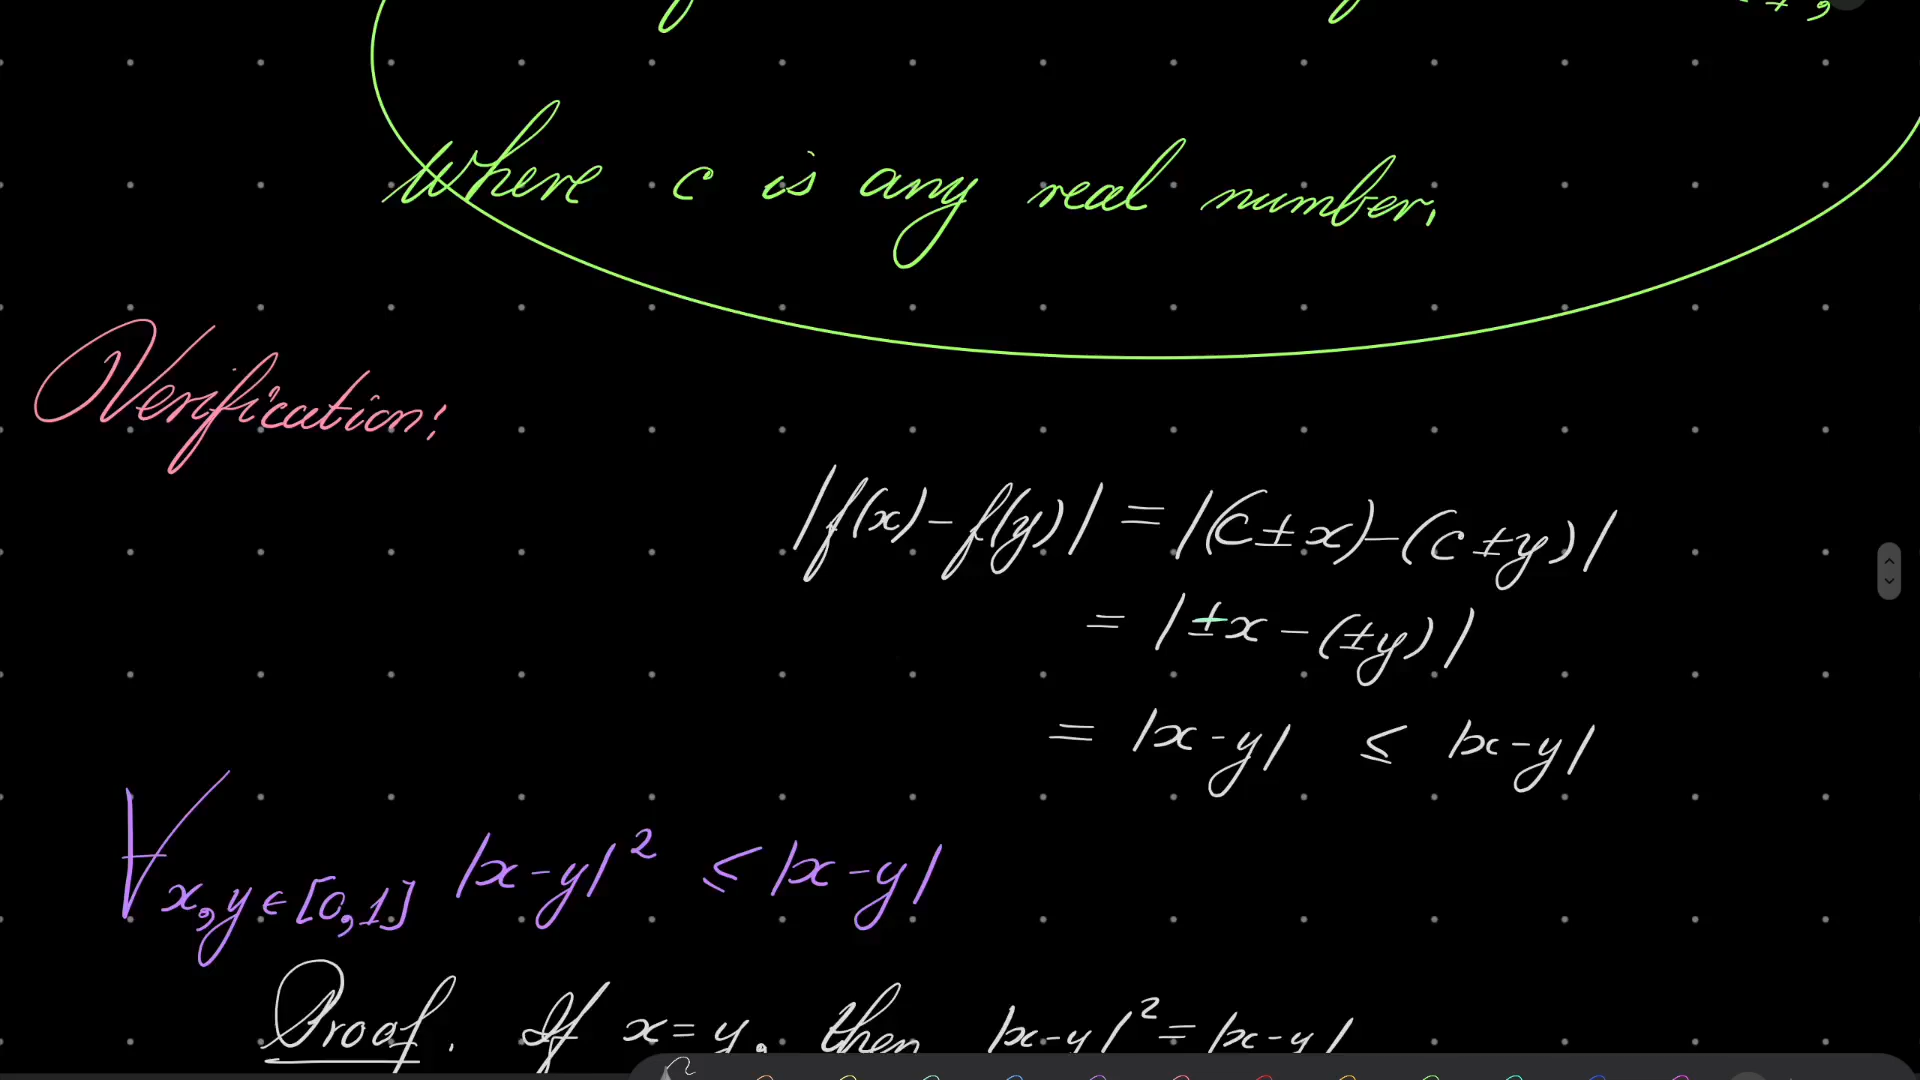 where c is any real number.
Verification:
|f(x)-f(y)| = |(c±x)-(c±y)|
= |±x-(±y)|
= |x-y| ≤ |x-y|
∀x,y∈[0,1] |x-y|² ≤ |x-y|
Proof. If x=y, then |x-y|² = |x-y|